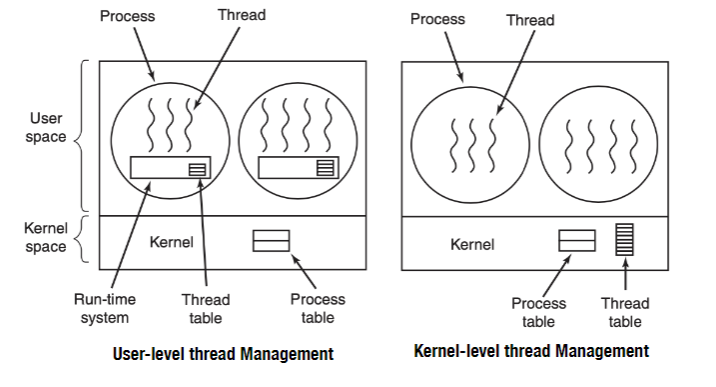 Process
Thread
User
space
Kernel
space
Kernel
Run-time
system
Thread
table
Process
table
User-level thread Management
Process
Thread
Kernel
Process
table
Thread
table
Kernel-level thread Management